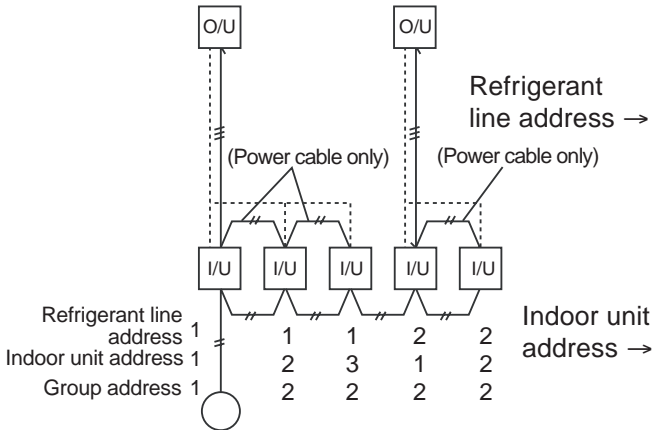 O/U
O/U
Refrigerant
line address →
(Power cable only)
(Power cable only)
I/U
I/U
I/U
I/U
I/U
Refrigerant line
address 1 1 1 2 2
Indoor unit address 1 2 3 1 2
Group address 1 2 2 2 2
Indoor unit
address →